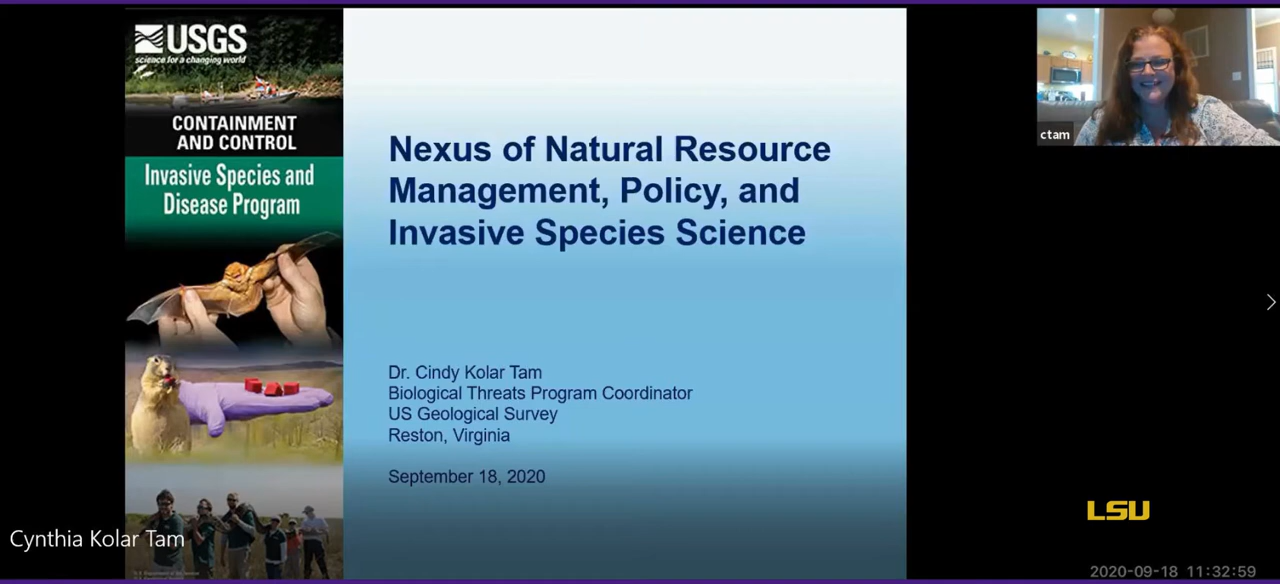 USGS
science for a changing world
CONTAINMENT
AND CONTROL
Invasive Species and
Disease Program
Nexus of Natural Resource
Management, Policy, and
Invasive Species Science
Dr. Cindy Kolar Tam
Biological Threats Program Coordinator
US Geological Survey
Reston, Virginia
September 18, 2020
ctam
Cynthia Kolar Tam
LSU
2020-09-18 11:32:59